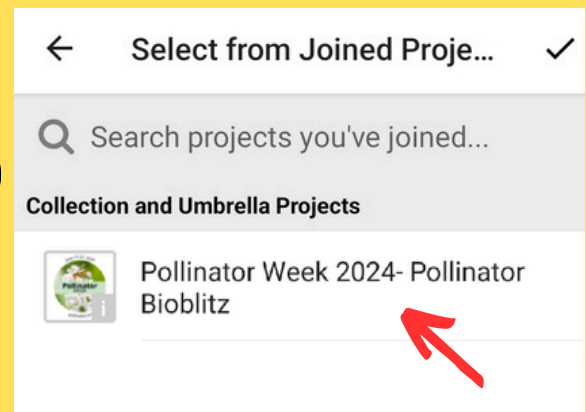 Select from Joined Proje...
Search projects you've joined...
Collection and Umbrella Projects
Pollinator Week 2024- Pollinator
Bioblitz